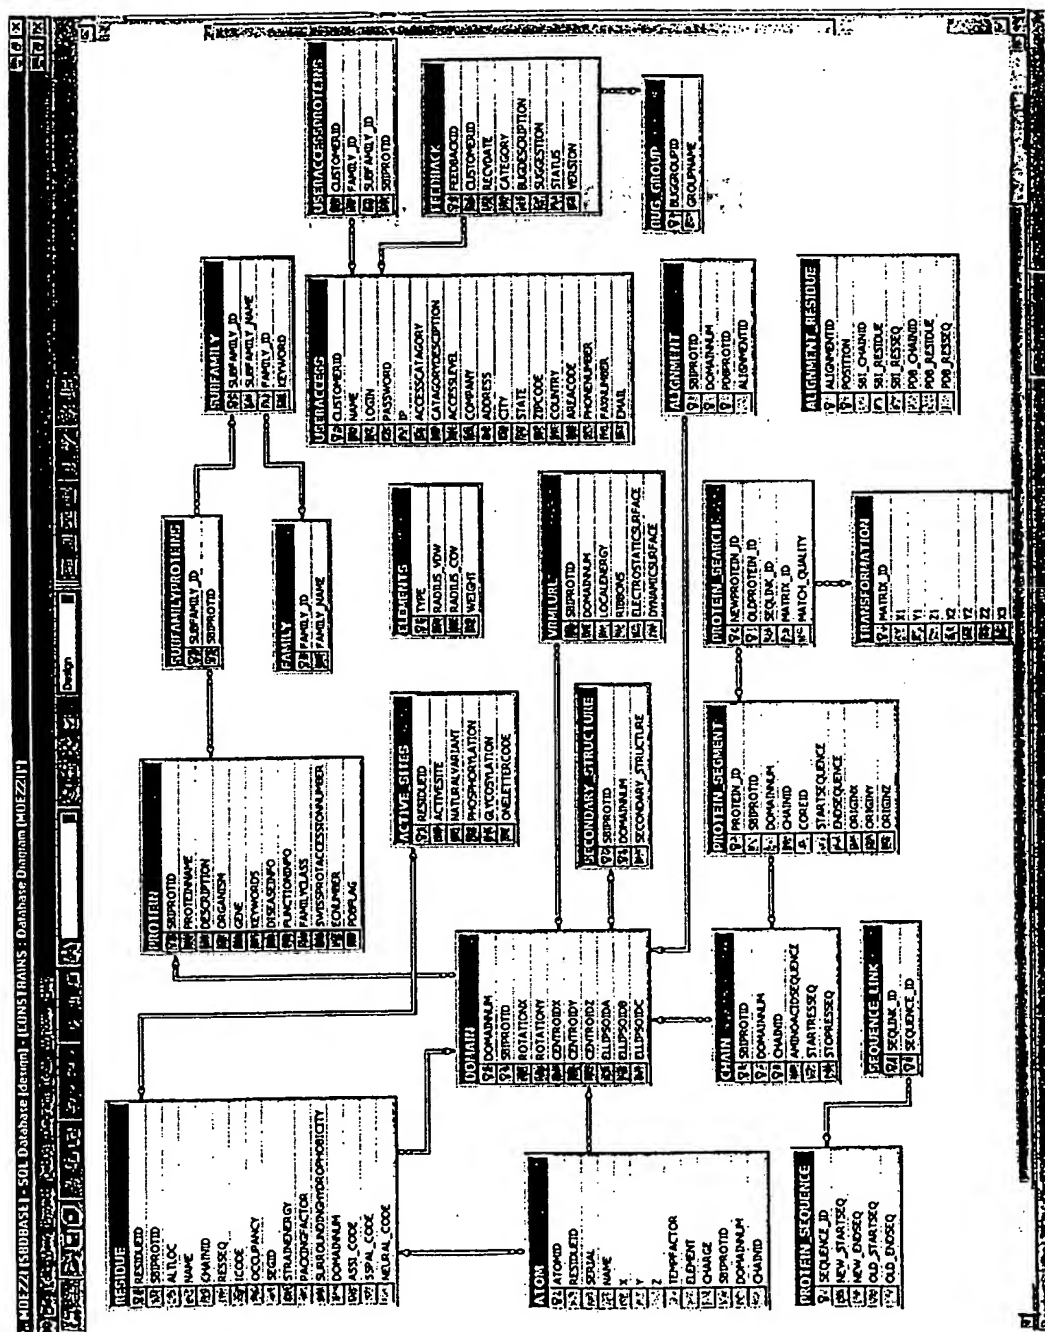 RESIDUE
RESIDUEID
SBIPROTID
ALTLOC
NAME
CHAINID
RESSEQ
ICODE
OCCUPANCY
SEGID
STRAINENERGY
PACKINGFACTOR
SURROUNDINGHYDROPHOBICITY
DOMAINNUM
ASSI_CODE
SSPAL_CODE
NEURAL_CODE
PROTEIN
SBIPROTID
PROTEINNAME
DESCRIPTION
ORGANISM
GENE
KEYWORDS
DISEASEINFO
FUNCTIONINFO
FAMILYCLASS
SWISSPROTACCESSIONNUMBER
ECNUMBER
PDBFLAG
SUBFAMILYPROTEINS
SUBFAMILY_ID
SBIPROTID
SUBFAMILY
SUBFAMILY_ID
SUBFAMILY_NAME
FAMILY_ID
KEYWORD
FAMILY
FAMILY_ID
FAMILY_NAME
USERACCESSPROTEINS
CUSTOMERID
FAMILY_ID
SUBFAMILY_ID
SBIPROTID
USERACCESS
CUSTOMERID
NAME
LOGIN
PASSWORD
IP
ACCESSCATAGORY
CATAGORYDESCIPTION
ACCESSLEVEL
COMPANY
ADDRESS
CITY
STATE
ZIPCODE
COUNTRY
AREACODE
PHONENUMBER
FAXNUMBER
EMAIL
FEEDBACK
FEEDBACKID
CUSTOMERID
RECVDATE
CATEGORY
BUGDESCRIPTION
SUGGESTION
STATUS
VERSION
BUG_GROUP
BUGGROUPID
GROUPNAME
ACTIVE_SITES
RESIDUEID
ACTIVESITE
NATURALVARIANT
PHOSPHORYLATION
GLYCOSYLATION
ONELETTERCODE
ELEMENTS
TYPE
RADIUS_VDW
RADIUS_COV
WEIGHT
DOMAIN
DOMAINNUM
SBIPROTID
ROTATIONX
ROTATIONY
CENTROIDX
CENTROIDY
CENTROIDZ
ELLIPSOIDA
ELLIPSOIDB
ELLIPSOIDC
VRMLURL
SBIPROTID
DOMAINNUM
LOCALENERGY
RIBBONS
ELECTROSTATICSURFACE
DYNAMICSURFACE
SECONDARY_STRUCTURE
SBIPROTID
DOMAINNUM
SECONDARY_STRUCTURE
ATOM
ATOMID
RESIDUEID
SERIAL
NAME
X
Y
Z
TEMPFACTOR
ELEMENT
CHARGE
SBIPROTID
DOMAINNUM
CHAINID
CHAIN
SBIPROTID
DOMAINNUM
CHAINID
AMINOACIDSEQUENCE
STARTRESSEQ
STOPRESSEQ
PROTEIN_SEGMENT
PROTEIN_ID
SBIPROTID
DOMAINNUM
CHAINID
COREID
STARTSEQUENCE
ENDSEQUENCE
ORIGINX
ORIGINY
ORIGINZ
PROTEIN_SEARCH
NEWPROTEIN_ID
OLDPROTEIN_ID
SEQLINK_ID
MATRIX_ID
MATCH_QUALITY
ALIGNMENT
SBIPROTID
DOMAINNUM
PDBPROTID
ALIGNMENTID
ALIGNMENT_RESIDUE
ALIGNMENTID
POSITION
SBI_CHAINID
SBI_RESIDUE
SBI_RESSEQ
PDB_CHAINID
PDB_RESIDUE
PDB_RESSEQ
TRANSFORMATION
MATRIX_ID
X1
Y1
Z1
X2
Y2
Z2
X3
SEQUENCE_LINK
SEQLINK_ID
SEQUENCE_ID
PROTEIN_SEQUENCE
SEQUENCE_ID
NEW_STARTSEQ
NEW_ENDSEQ
OLD_STARTSEQ
OLD_ENDSEQ
Design